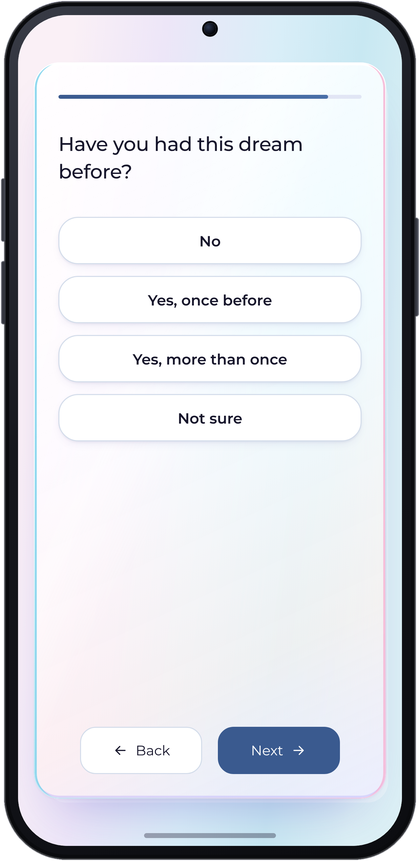 Have you had this dream
before?
No
Yes, once before
Yes, more than once
Not sure
← Back
Next →